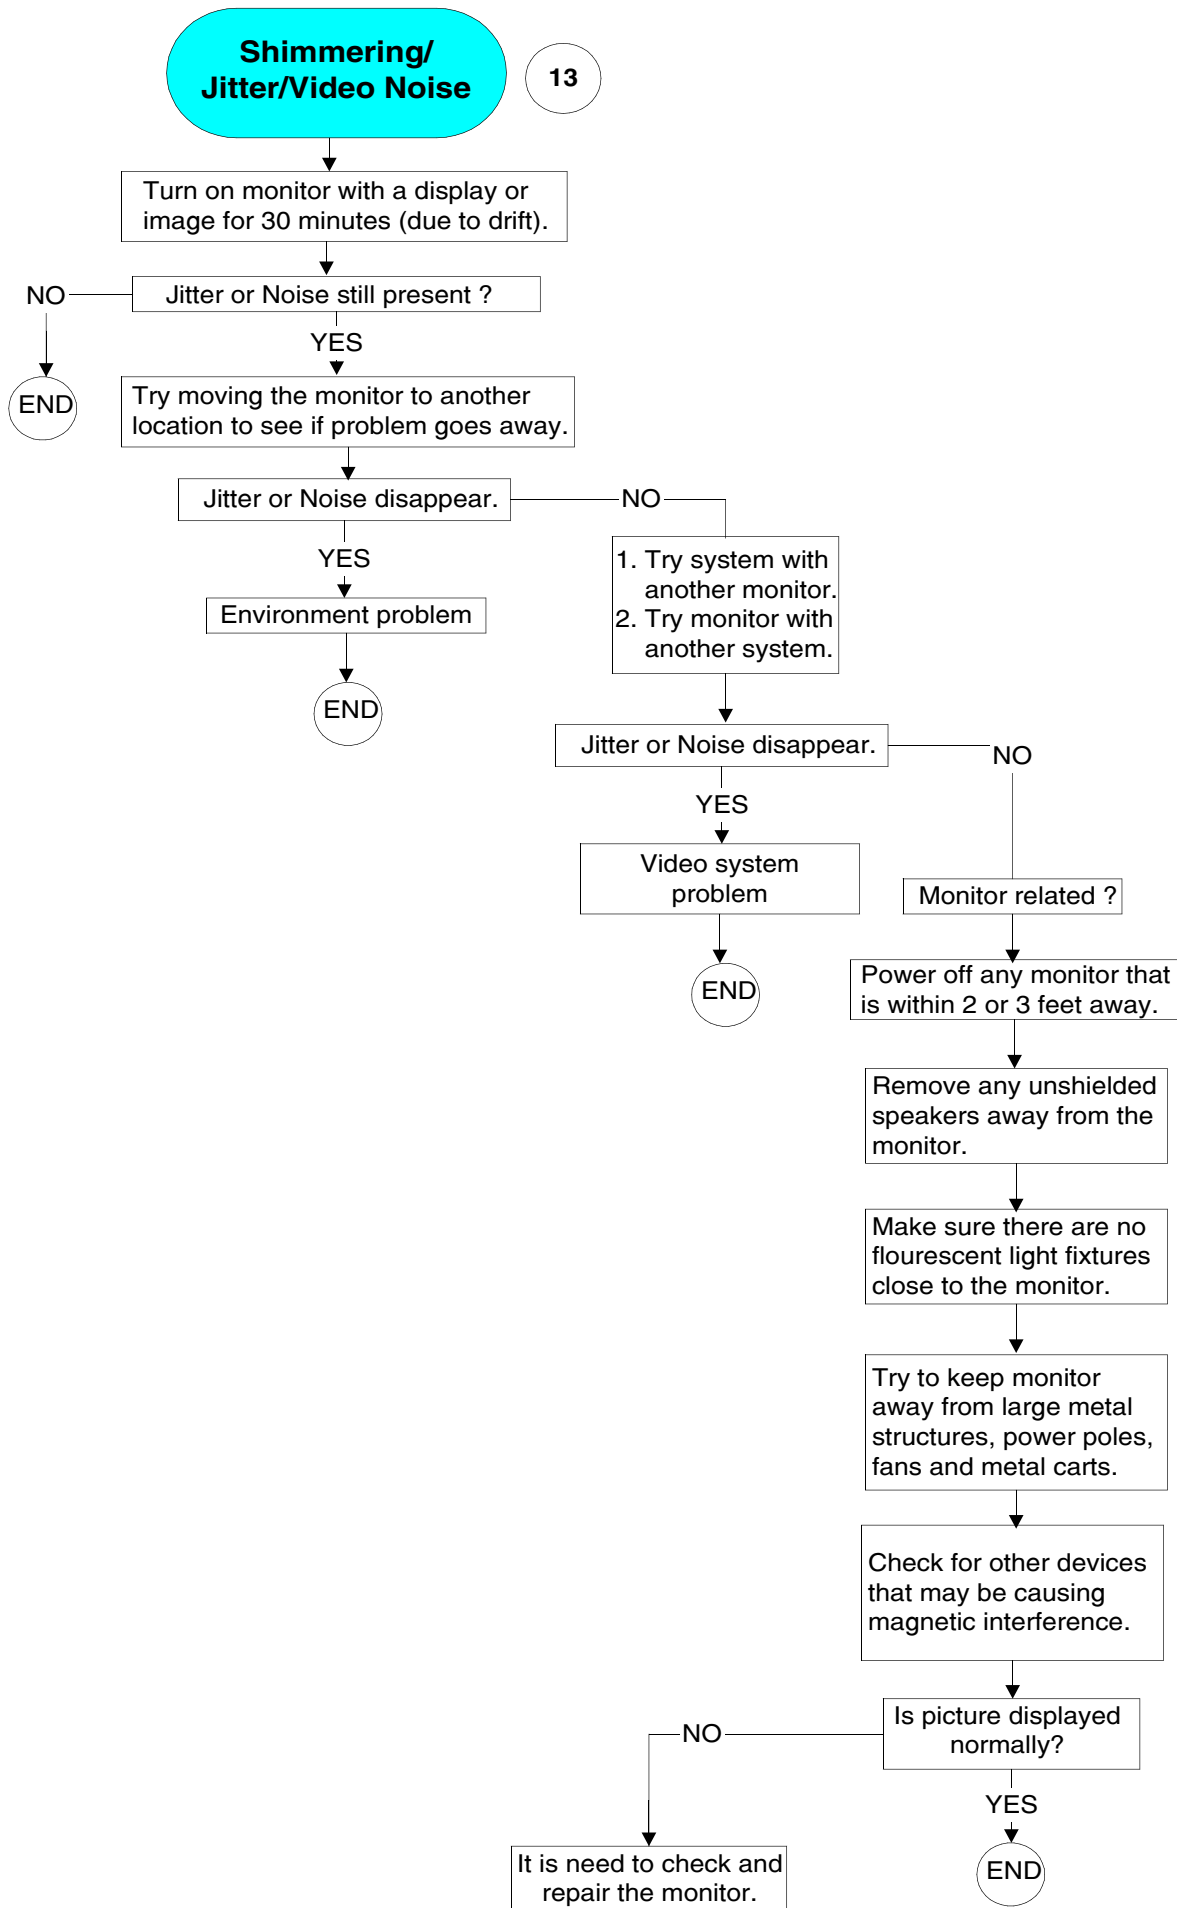 Shimmering/
Jitter/Video Noise
13
Turn on monitor with a display or
image for 30 minutes (due to drift).
NO
Jitter or Noise still present ?
YES
END
Try moving the monitor to another
location to see if problem goes away.
Jitter or Noise disappear.
NO
YES
1. Try system with
another monitor.
2. Try monitor with
another system.
Environment problem
END
Jitter or Noise disappear.
NO
YES
Video system
problem
Monitor related ?
END
Power off any monitor that
is within 2 or 3 feet away.
Remove any unshielded
speakers away from the
monitor.
Make sure there are no
flourescent light fixtures
close to the monitor.
Try to keep monitor
away from large metal
structures, power poles,
fans and metal carts.
Check for other devices
that may be causing
magnetic interference.
Is picture displayed
normally?
NO
YES
It is need to check and
repair the monitor.
END